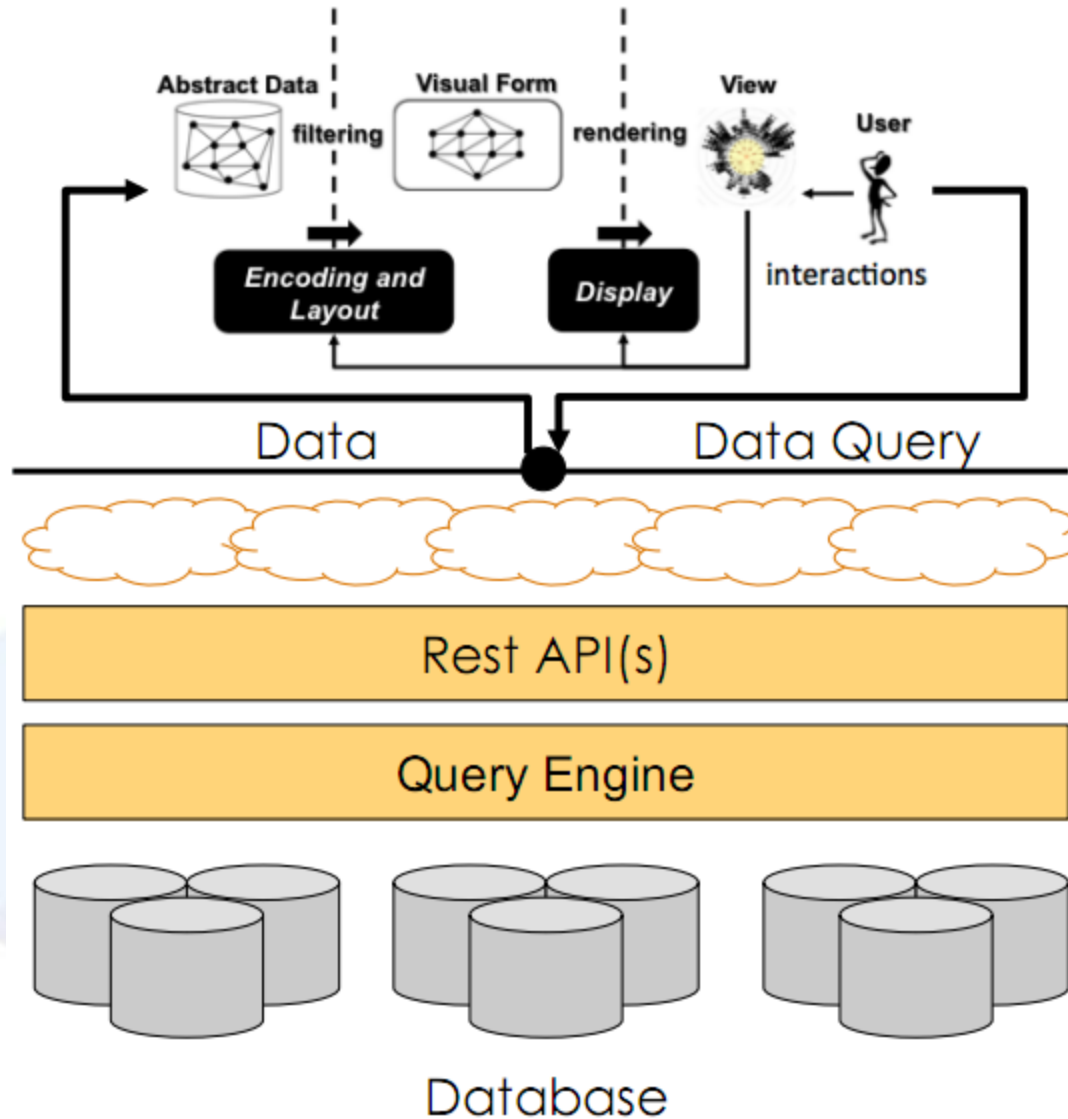 Abstract Data
filtering
Visual Form
rendering
View
User
Encoding and
Layout
Display
interactions
Data
Data Query
Rest API(s)
Query Engine
Database